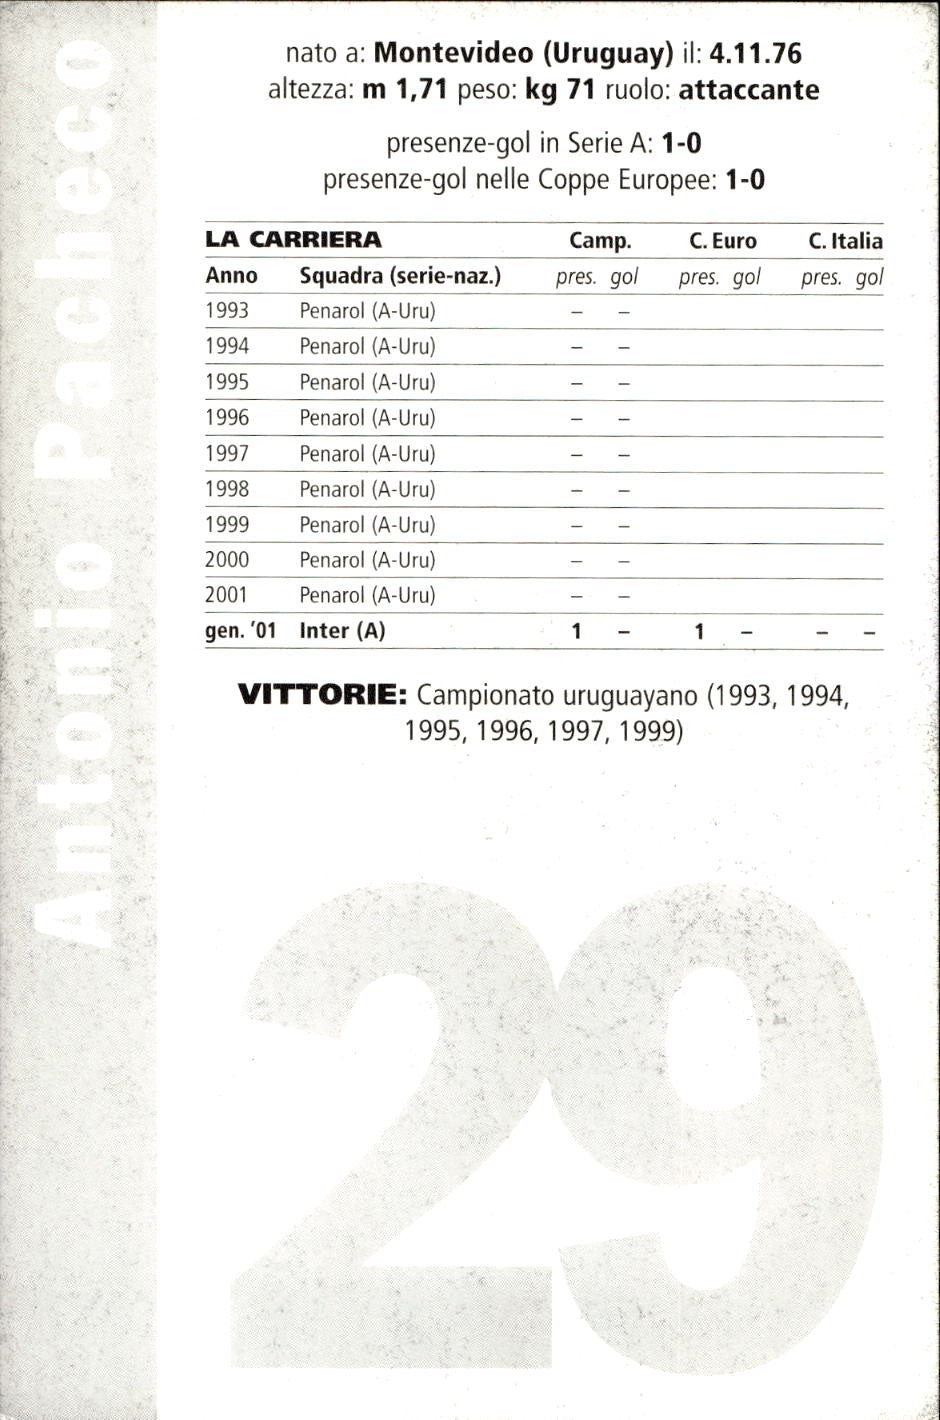 Antonio Pacheco
nato a: Montevideo (Uruguay) il: 4.11.76
altezza: m 1,71 peso: kg 71 ruolo: attaccante
presenze-gol in Serie A: 1-0
presenze-gol nelle Coppe Europee: 1-0
LA CARRIERA Camp. C. Euro C. Italia
Anno Squadra (serie-naz.) pres. gol pres. gol pres. gol
1993 Penarol (A-Uru) – –
1994 Penarol (A-Uru) – –
1995 Penarol (A-Uru) – –
1996 Penarol (A-Uru) – –
1997 Penarol (A-Uru) – –
1998 Penarol (A-Uru) – –
1999 Penarol (A-Uru) – –
2000 Penarol (A-Uru) – –
2001 Penarol (A-Uru) – –
gen. '01 Inter (A) 1 – 1 – – –
VITTORIE: Campionato uruguayano (1993, 1994,
1995, 1996, 1997, 1999)
29